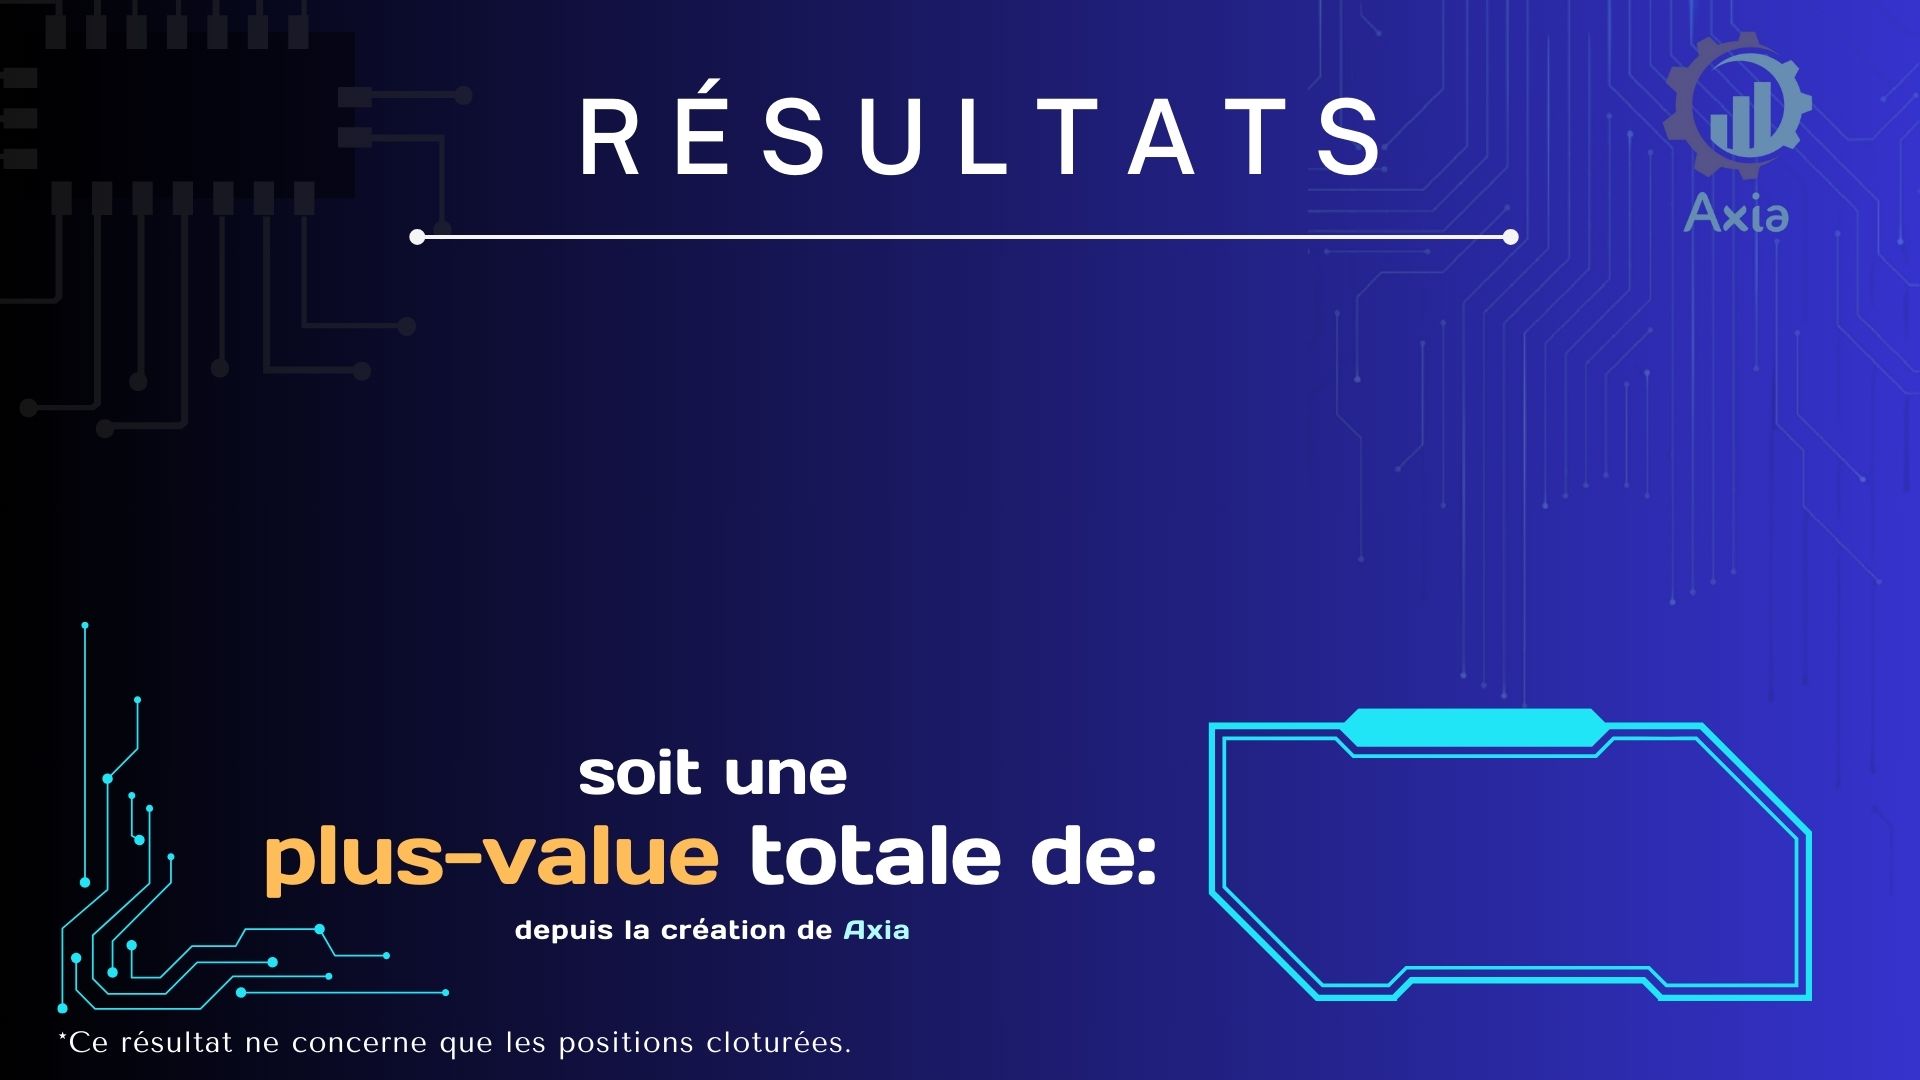 RÉSULTATS
Axia
soit une
plus-value totale de:
depuis la création de Axia
*Ce résultat ne concerne que les positions cloturées.